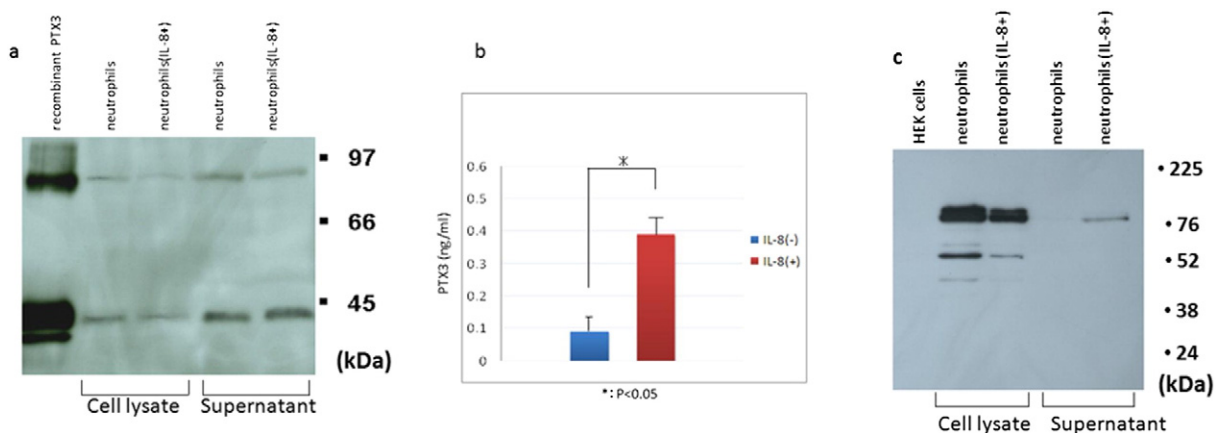 a
recombinant PTX3
neutrophils
neutrophils(IL-8+)
neutrophils
neutrophils(IL-8+)
97
66
45
(kDa)
Cell lysate
Supernatant
b
0.6
0.5
0.4
0.3
0.2
0.1
0
PTX3 (ng/ml)
*
IL-8(-)
IL-8(+)
*: P<0.05
c
HEK cells
neutrophils
neutrophils (IL-8+)
neutrophils
neutrophils (IL-8+)
225
76
52
38
24
(kDa)
Cell lysate
Supernatant